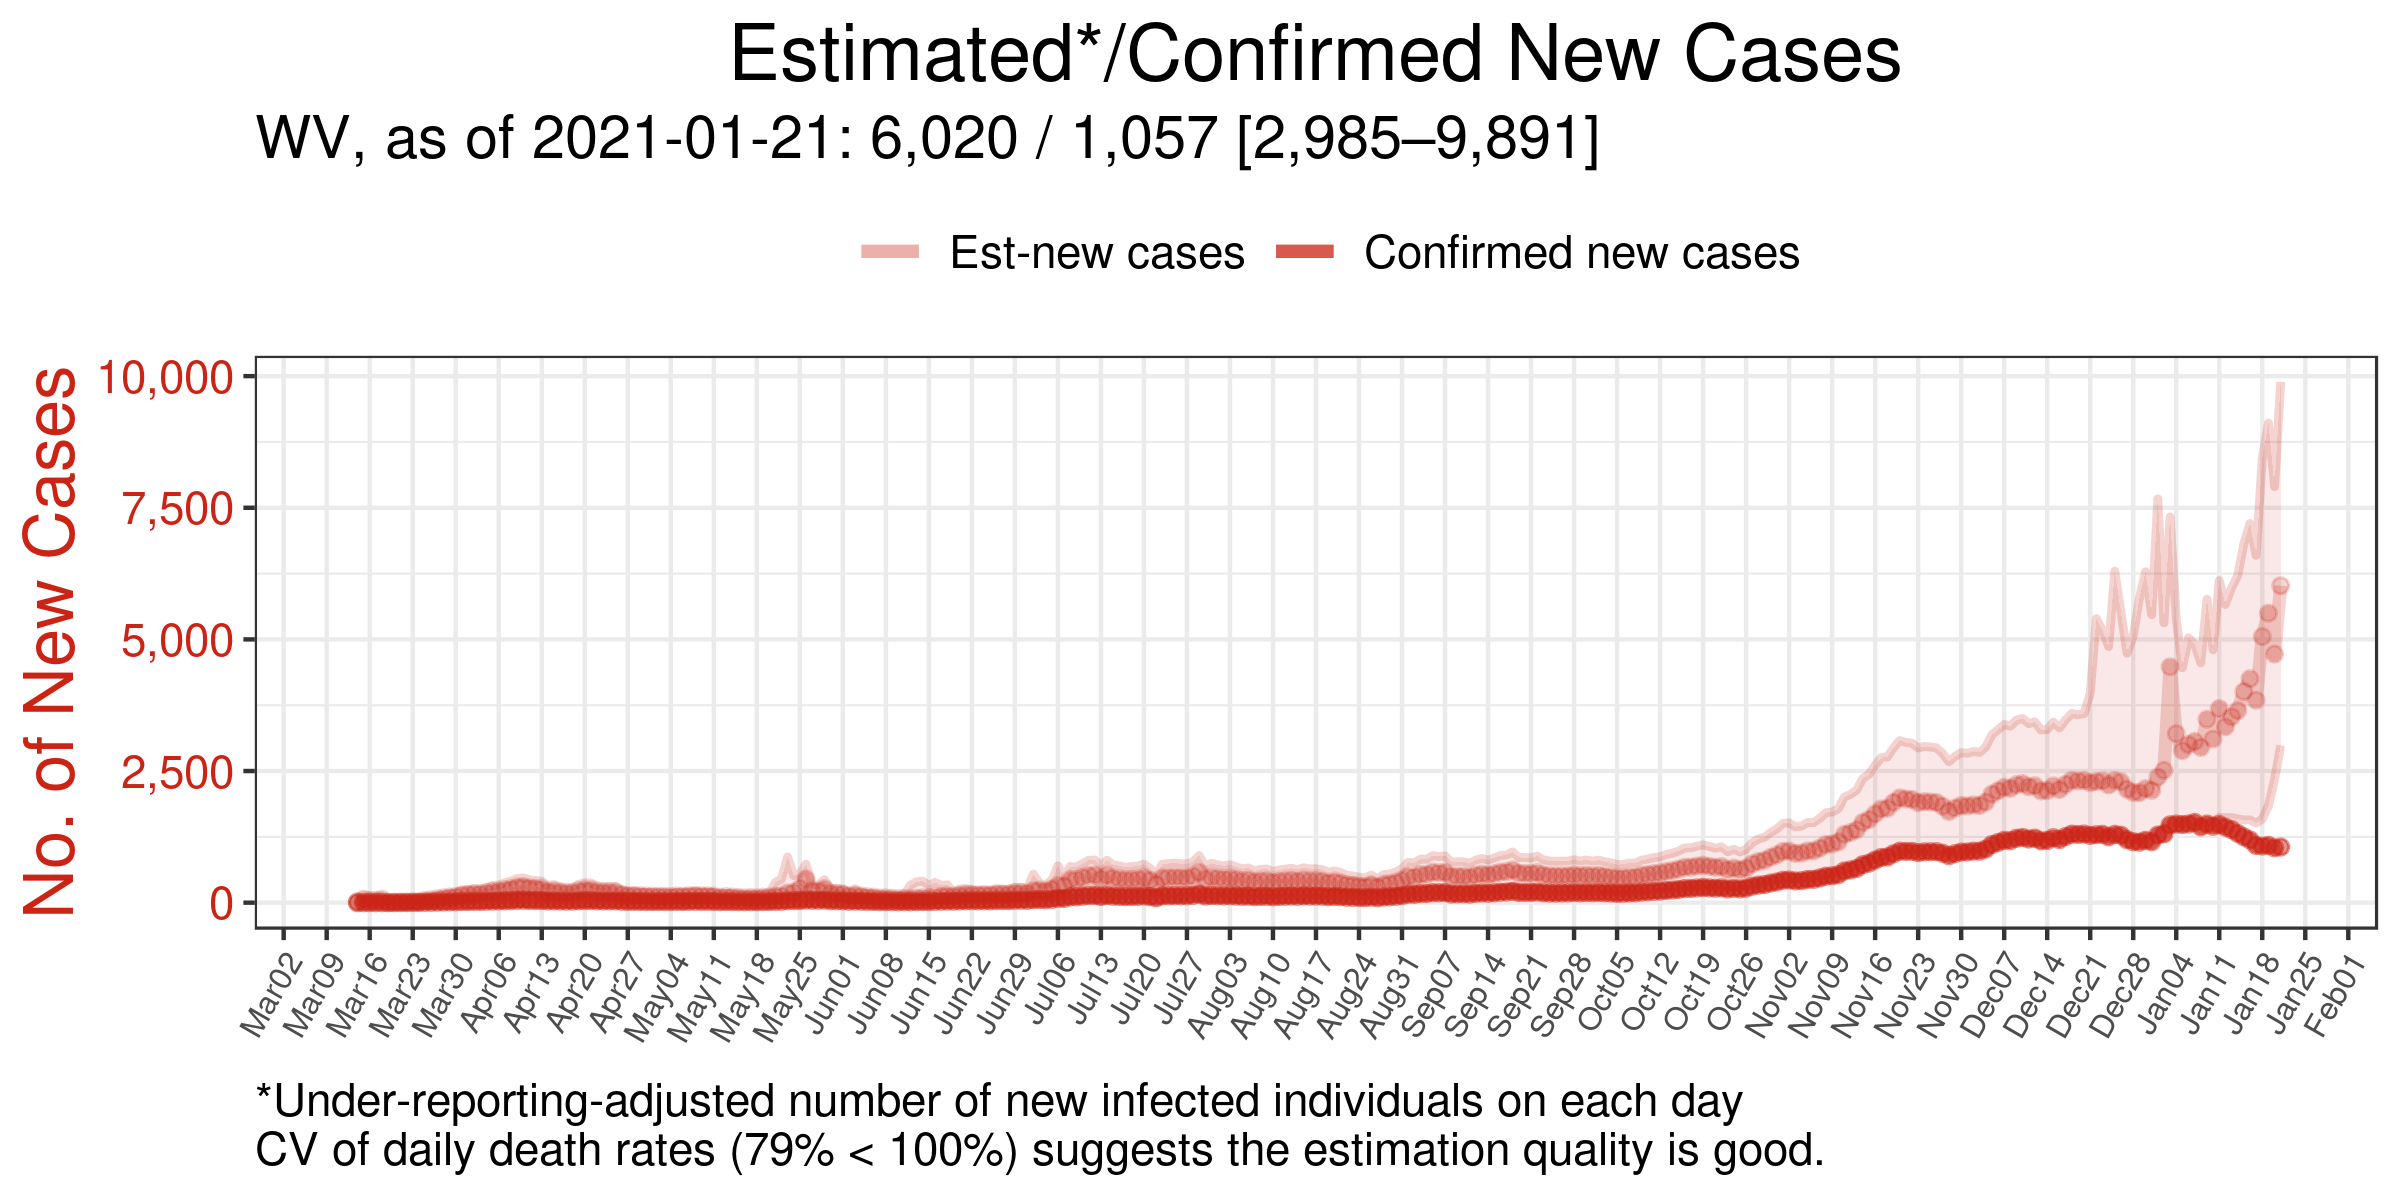 Estimated*/Confirmed New Cases
WV, as of 2021-01-21: 6,020 / 1,057 [2,985–9,891]
Est-new cases Confirmed new cases
No. of New Cases
10,000
7,500
5,000
2,500
0
Mar02 Mar09 Mar16 Mar23 Mar30 Apr06 Apr13 Apr20 Apr27 May04 May11 May18 May25 Jun01 Jun08 Jun15 Jun22 Jun29 Jul06 Jul13 Jul20 Jul27 Aug03 Aug10 Aug17 Aug24 Aug31 Sep07 Sep14 Sep21 Sep28 Oct05 Oct12 Oct19 Oct26 Nov02 Nov09 Nov16 Nov23 Nov30 Dec07 Dec14 Dec21 Dec28 Jan04 Jan11 Jan18 Jan25 Feb01
*Under-reporting-adjusted number of new infected individuals on each day
CV of daily death rates (79% < 100%) suggests the estimation quality is good.